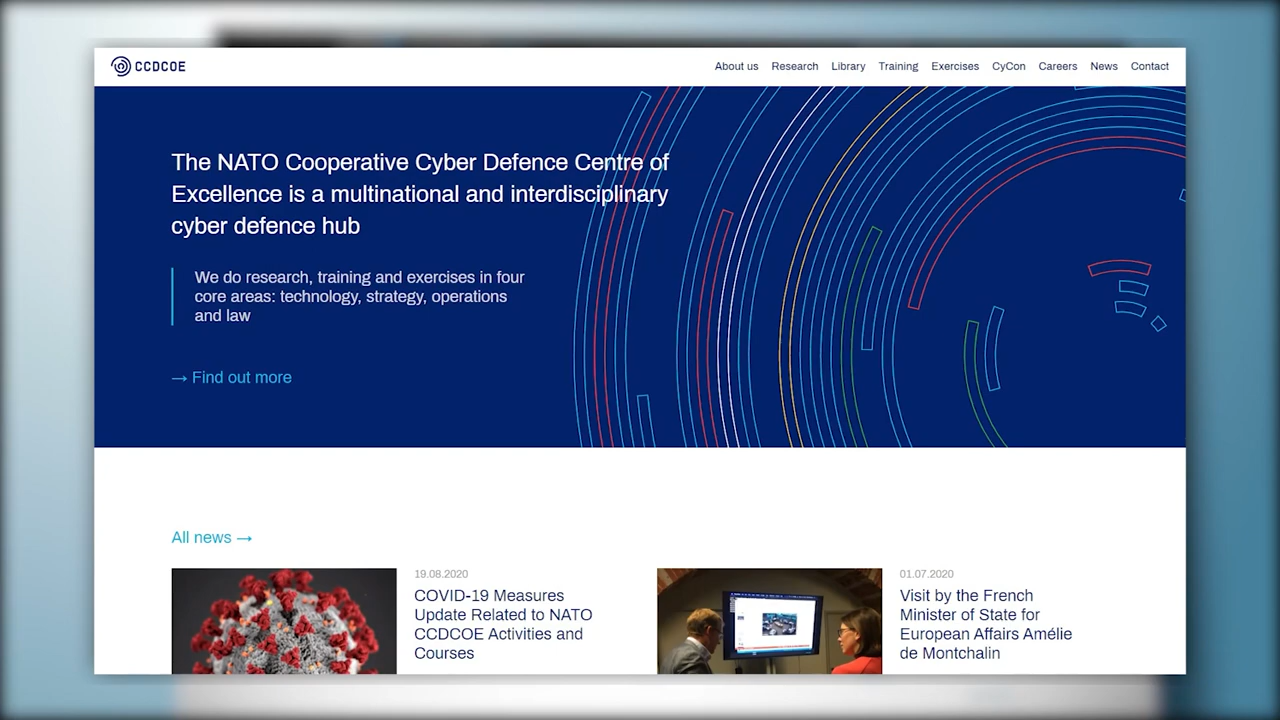 CCDCOE
About us Research Library Training Exercises CyCon Careers News Contact
The NATO Cooperative Cyber Defence Centre of
Excellence is a multinational and interdisciplinary
cyber defence hub
We do research, training and exercises in four
core areas: technology, strategy, operations
and law
→ Find out more
All news →
19.08.2020
COVID-19 Measures
Update Related to NATO
CCDCOE Activities and
Courses
01.07.2020
Visit by the French
Minister of State for
European Affairs Amélie
de Montchalin